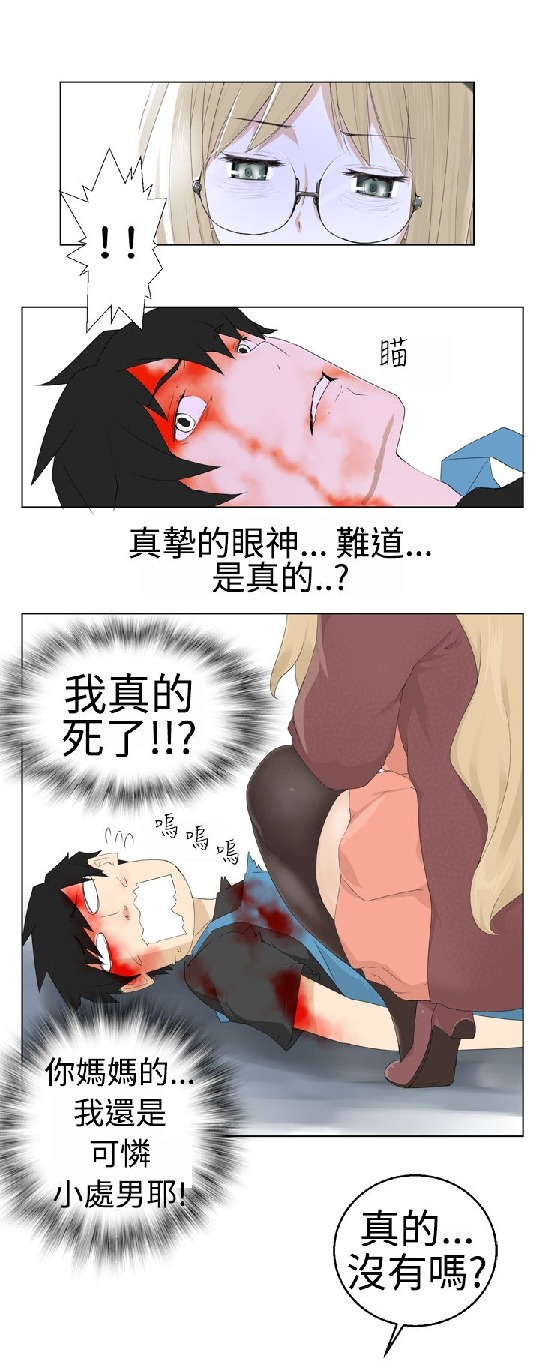 !!
瞄
真摯的眼神... 難道...
是真的..?
我真的
死了!!?
嗚嗚嗚
你媽媽的...
我還是
可憐
小處男耶!
真的...
沒有嗎?